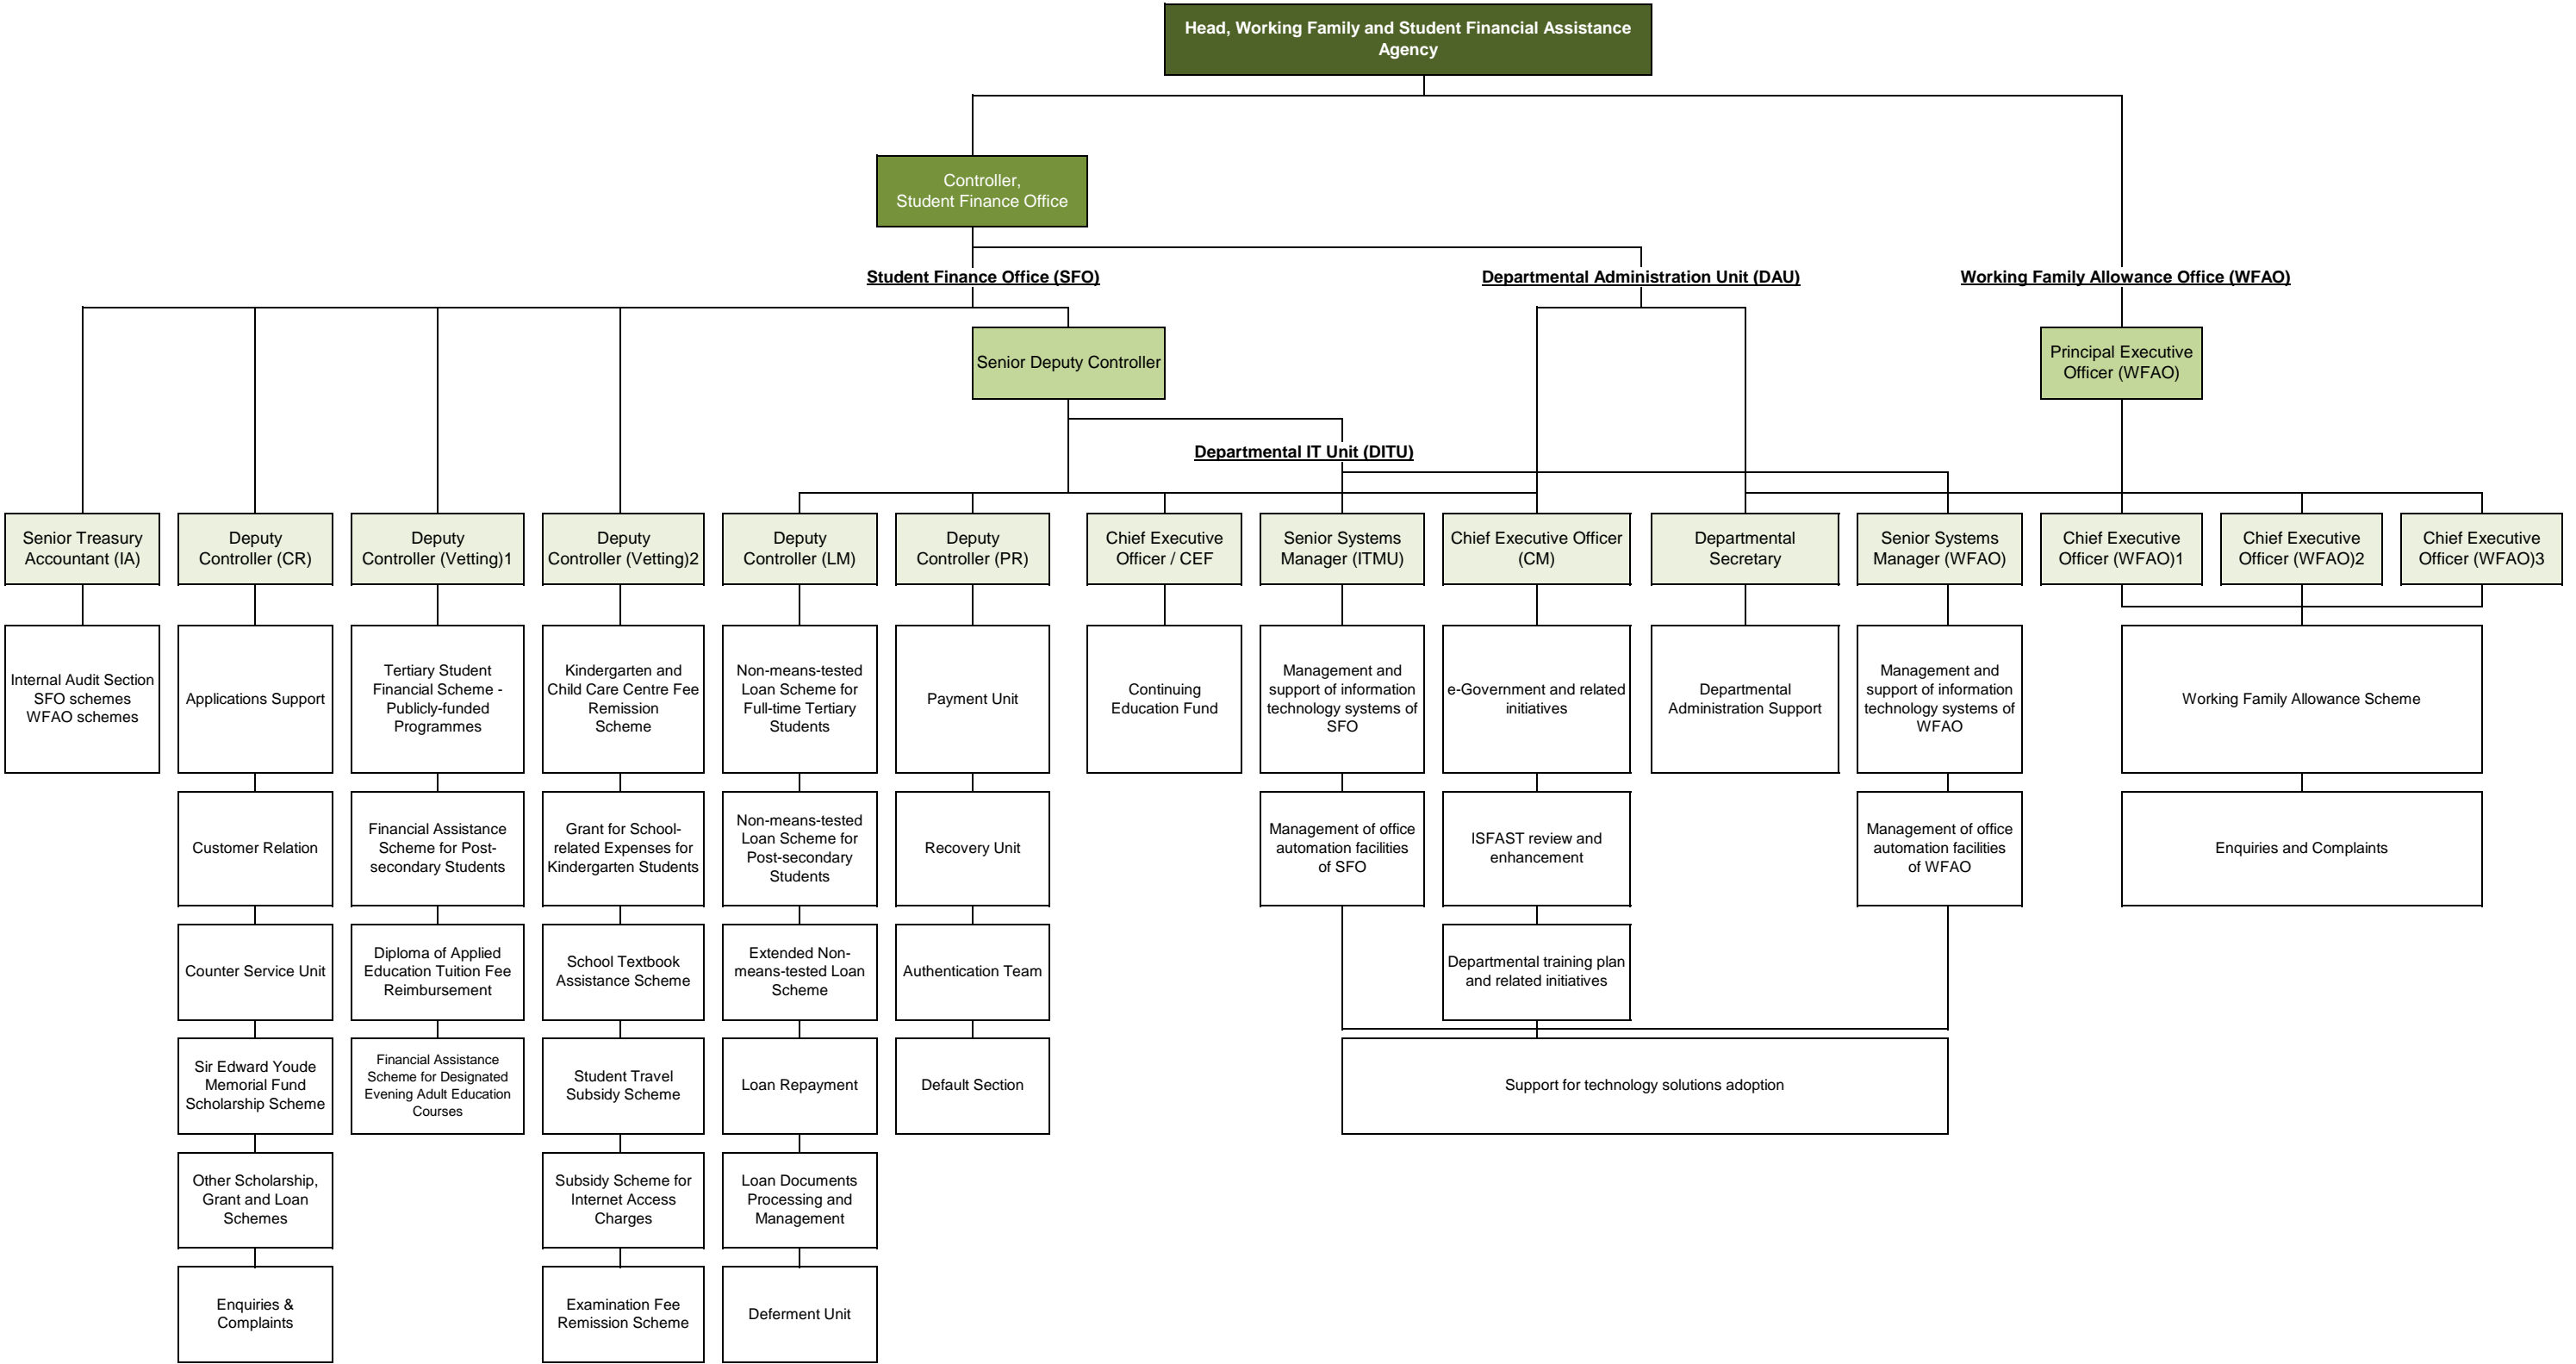 Head, Working Family and Student Financial Assistance
Agency
Controller,
Student Finance Office
Student Finance Office (SFO)
Departmental Administration Unit (DAU)
Working Family Allowance Office (WFAO)
Senior Deputy Controller
Principal Executive
Officer (WFAO)
Departmental IT Unit (DITU)
Senior Treasury
Accountant (IA)
Deputy
Controller (CR)
Deputy
Controller (Vetting)1
Deputy
Controller (Vetting)2
Deputy
Controller (LM)
Deputy
Controller (PR)
Chief Executive
Officer / CEF
Senior Systems
Manager (ITMU)
Chief Executive Officer
(CM)
Departmental
Secretary
Senior Systems
Manager (WFAO)
Chief Executive
Officer (WFAO)1
Chief Executive
Officer (WFAO)2
Chief Executive
Officer (WFAO)3
Internal Audit Section
SFO schemes
WFAO schemes
Applications Support
Tertiary Student
Financial Scheme -
Publicly-funded
Programmes
Kindergarten and
Child Care Centre Fee
Remission
Scheme
Non-means-tested
Loan Scheme for
Full-time Tertiary
Students
Payment Unit
Continuing
Education Fund
Management and
support of information
technology systems of
SFO
e-Government and related
initiatives
Departmental
Administration Support
Management and
support of information
technology systems of
WFAO
Working Family Allowance Scheme
Customer Relation
Financial Assistance
Scheme for Post-
secondary Students
Grant for School-
related Expenses for
Kindergarten Students
Non-means-tested
Loan Scheme for
Post-secondary
Students
Recovery Unit
Management of office
automation facilities
of SFO
ISFAST review and
enhancement
Management of office
automation facilities
of WFAO
Enquiries and Complaints
Counter Service Unit
Diploma of Applied
Education Tuition Fee
Reimbursement
School Textbook
Assistance Scheme
Extended Non-
means-tested Loan
Scheme
Authentication Team
Departmental training plan
and related initiatives
Sir Edward Youde
Memorial Fund
Scholarship Scheme
Financial Assistance
Scheme for Designated
Evening Adult Education
Courses
Student Travel
Subsidy Scheme
Loan Repayment
Default Section
Support for technology solutions adoption
Other Scholarship,
Grant and Loan
Schemes
Subsidy Scheme for
Internet Access
Charges
Loan Documents
Processing and
Management
Enquiries &
Complaints
Examination Fee
Remission Scheme
Deferment Unit